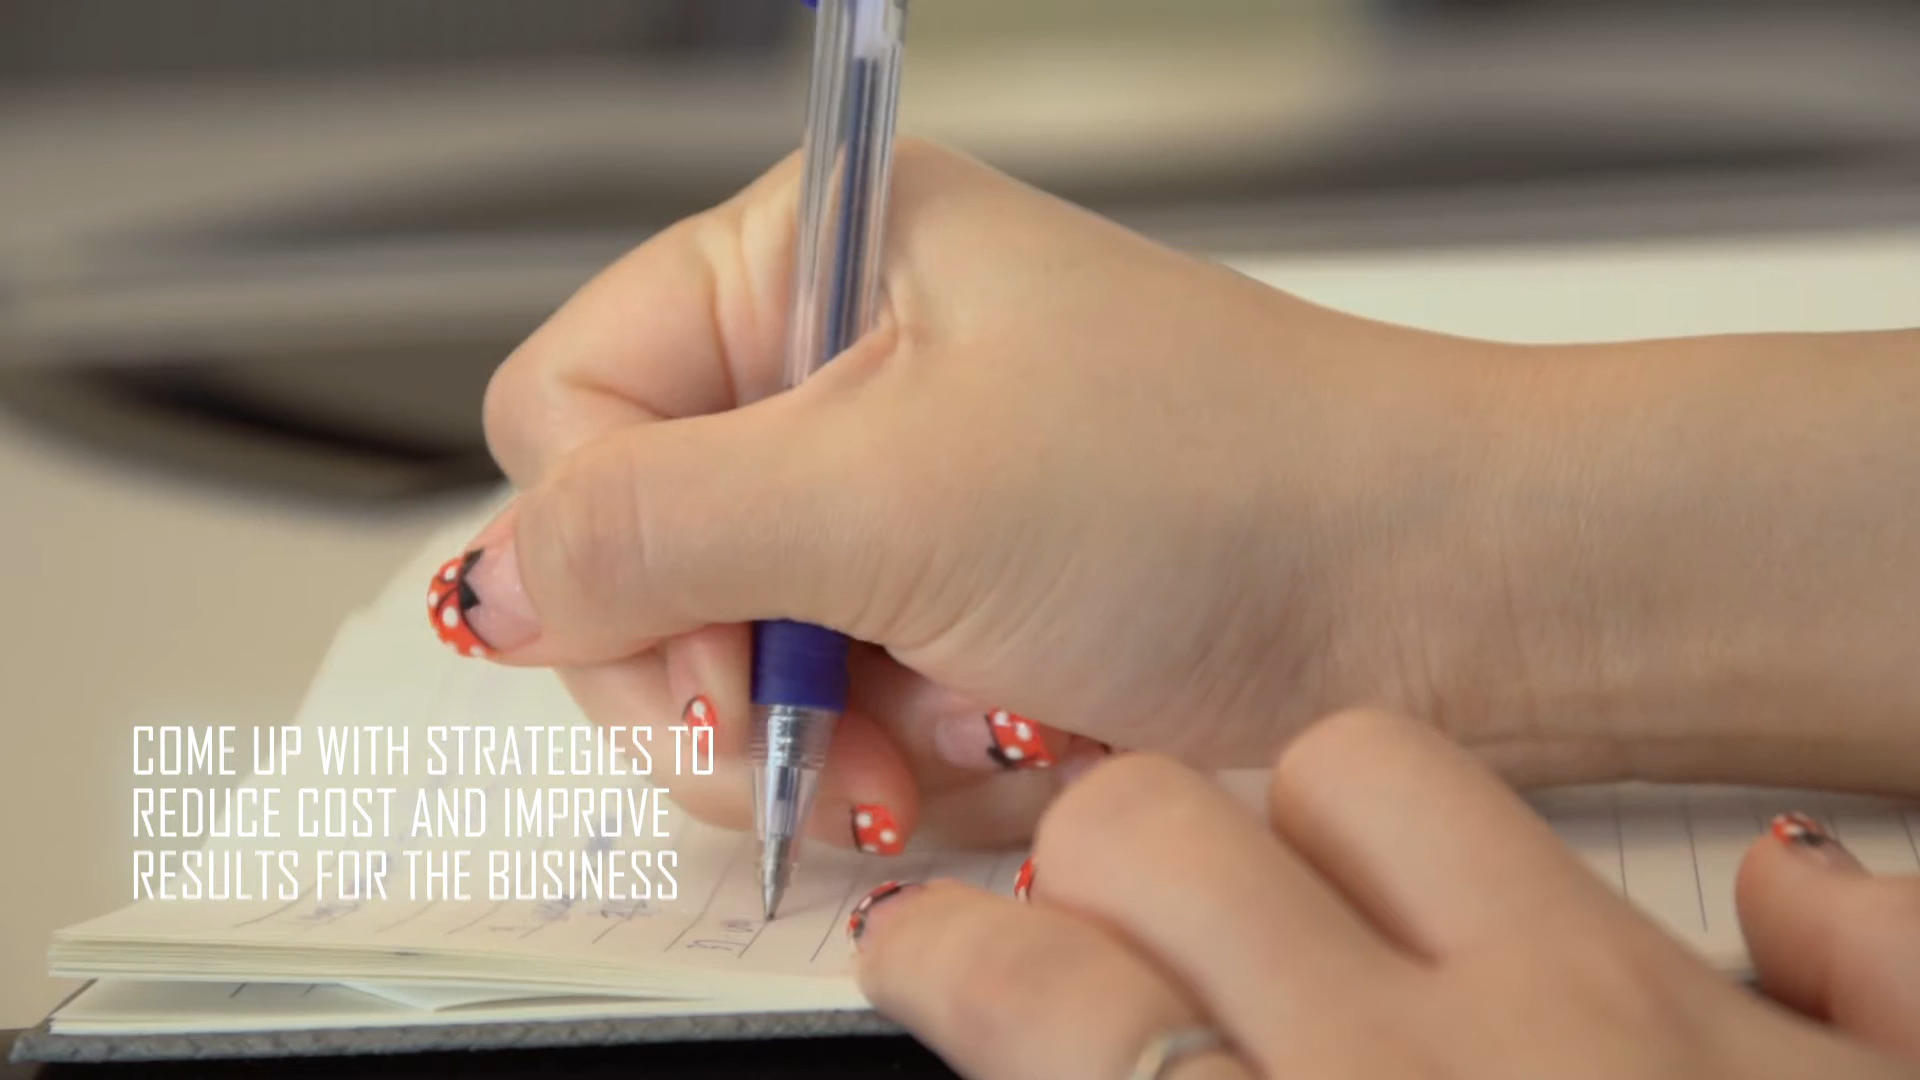 COME UP WITH STRATEGIES TO
REDUCE COST AND IMPROVE
RESULTS FOR THE BUSINESS